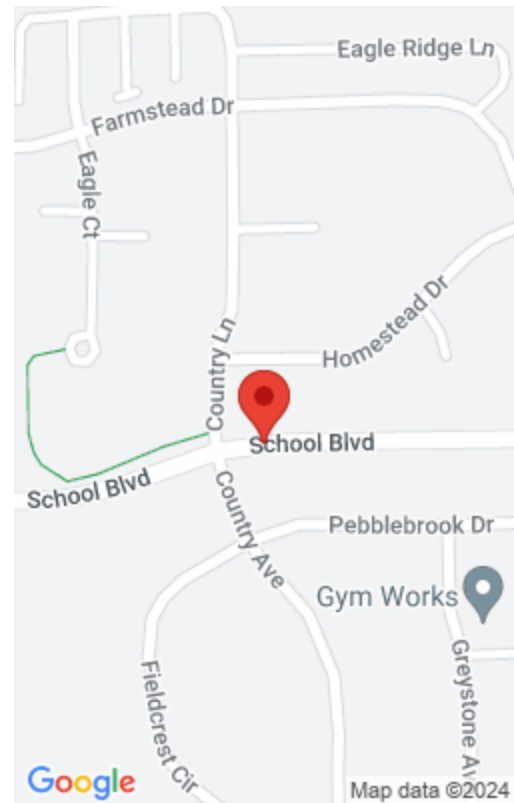 Eagle Ridge Ln
Farmstead Dr
Eagle Ct
Homestead Dr
Country Ln
School Blvd
School Blvd
Country Ave
Pebblebrook Dr
Gym Works
Fieldcrest Cir
Greystone Av
Google
Map data ©2024